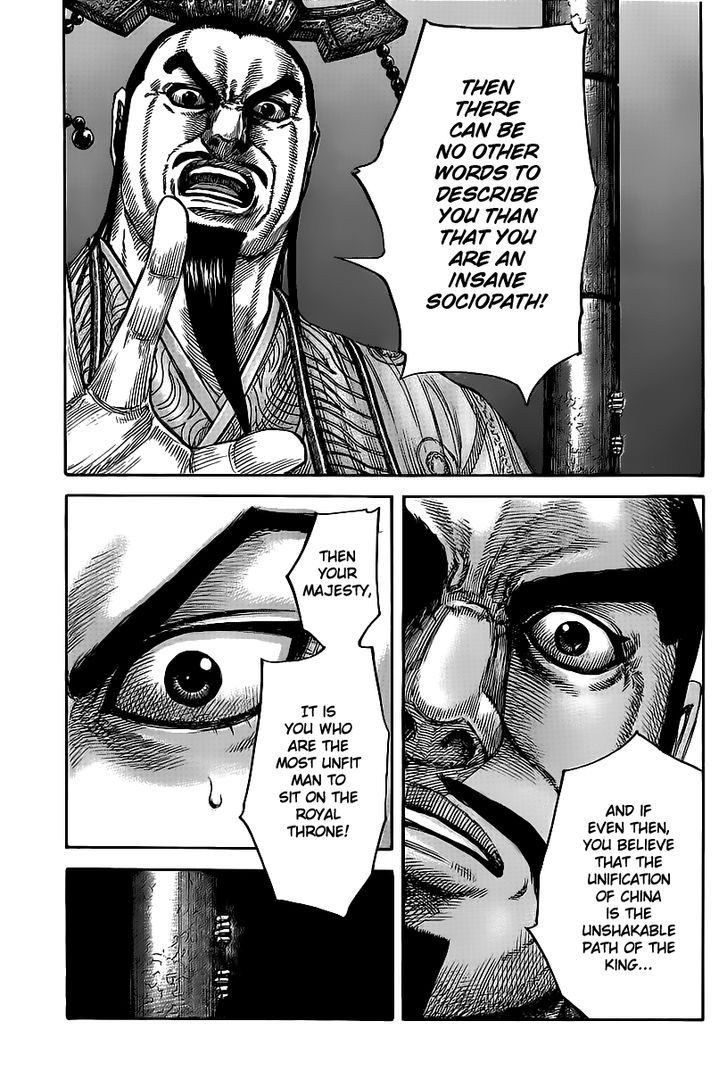 THEN
THERE
CAN BE
NO OTHER
WORDS TO
DESCRIBE
YOU THAN
THAT YOU
ARE AN
INSANE
SOCIOPATH!
AND IF
EVEN THEN,
YOU BELIEVE
THAT THE
UNIFICATION
OF CHINA
IS THE
UNSHAKABLE
PATH OF THE
KING...
THEN
YOUR
MAJESTY,
IT IS
YOU WHO
ARE THE
MOST UNFIT
MAN TO
SIT ON THE
ROYAL
THRONE!